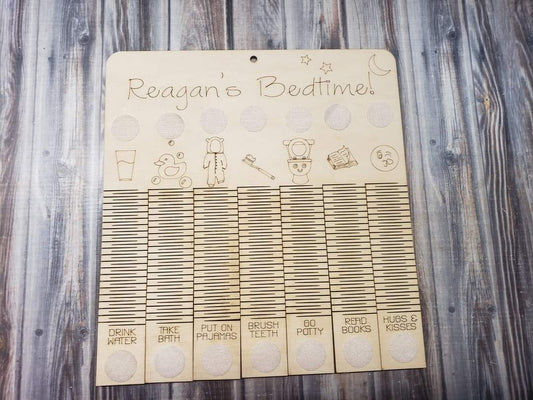 Reagan's Bedtime!
DRINK
WATER
TAKE
BATH
PUT ON
PAJAMAS
BRUSH
TEETH
GO
POTTY
READ
BOOKS
HUGS &
KISSES